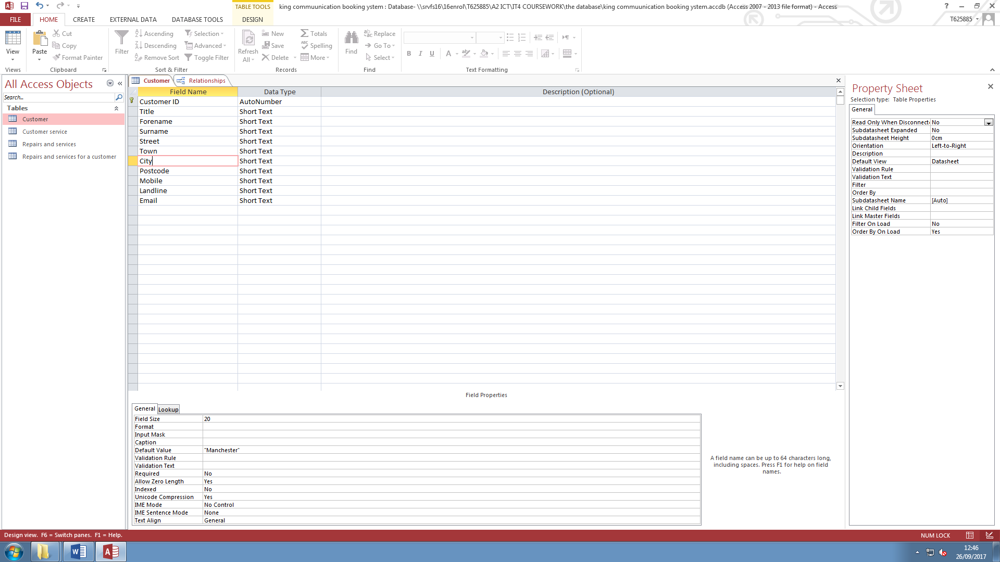 TABLE TOOLS
king commuunication booking ystem : Database- \\srvfs16\16enrol\T625885\A2 ICT\IT4 COURSEWORK\the database\king commuunication booking ystem.accdb (Access 2007 - 2013 file format) - Access
FILE HOME CREATE EXTERNAL DATA DATABASE TOOLS DESIGN
T625885
View
Views
Paste
Cut
Copy
Format Painter
Clipboard
Filter
Ascending
Descending
Remove Sort
Selection
Advanced
Toggle Filter
Sort & Filter
Refresh
All
New
Save
Delete
Totals
Spelling
More
Records
Find
Replace
Go To
Select
Find
B I U
Text Formatting
All Access Objects
Search...
Tables
Customer
Customer service
Repairs and services
Repairs and services for a customer
Customer Relationships
Field Name Data Type Description (Optional)
Customer ID AutoNumber
Title Short Text
Forename Short Text
Surname Short Text
Street Short Text
Town Short Text
City Short Text
Postcode Short Text
Mobile Short Text
Landline Short Text
Email Short Text
Field Properties
General Lookup
Field Size 20
Format
Input Mask
Caption
Default Value "Manchester"
Validation Rule
Validation Text
Required No
Allow Zero Length Yes
Indexed No
Unicode Compression Yes
IME Mode No Control
IME Sentence Mode None
Text Align General
A field name can be up to 64 characters long,
including spaces. Press F1 for help on field
names.
Property Sheet
Selection type: Table Properties
General
Read Only When Disconnecte No
Subdatasheet Expanded No
Subdatasheet Height 0cm
Orientation Left-to-Right
Description
Default View Datasheet
Validation Rule
Validation Text
Filter
Order By
Subdatasheet Name [Auto]
Link Child Fields
Link Master Fields
Filter On Load No
Order By On Load Yes
Design view. F6 = Switch panes. F1 = Help.
NUM LOCK
12:46
26/09/2017